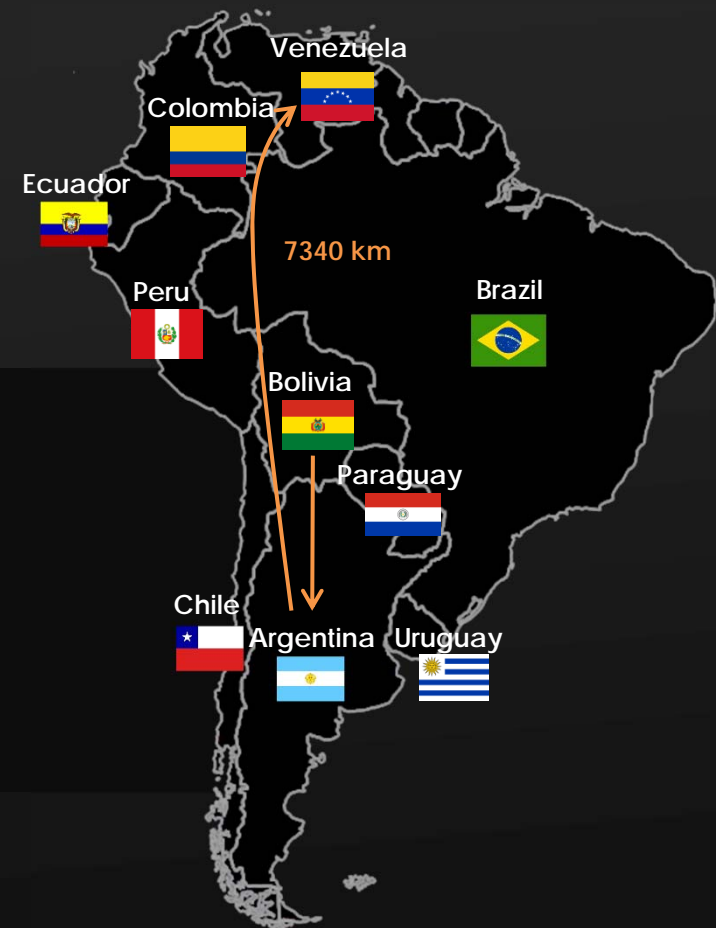 Venezuela
Colombia
Ecuador
7340 km
Peru
Brazil
Bolivia
Paraguay
Chile
Argentina
Uruguay